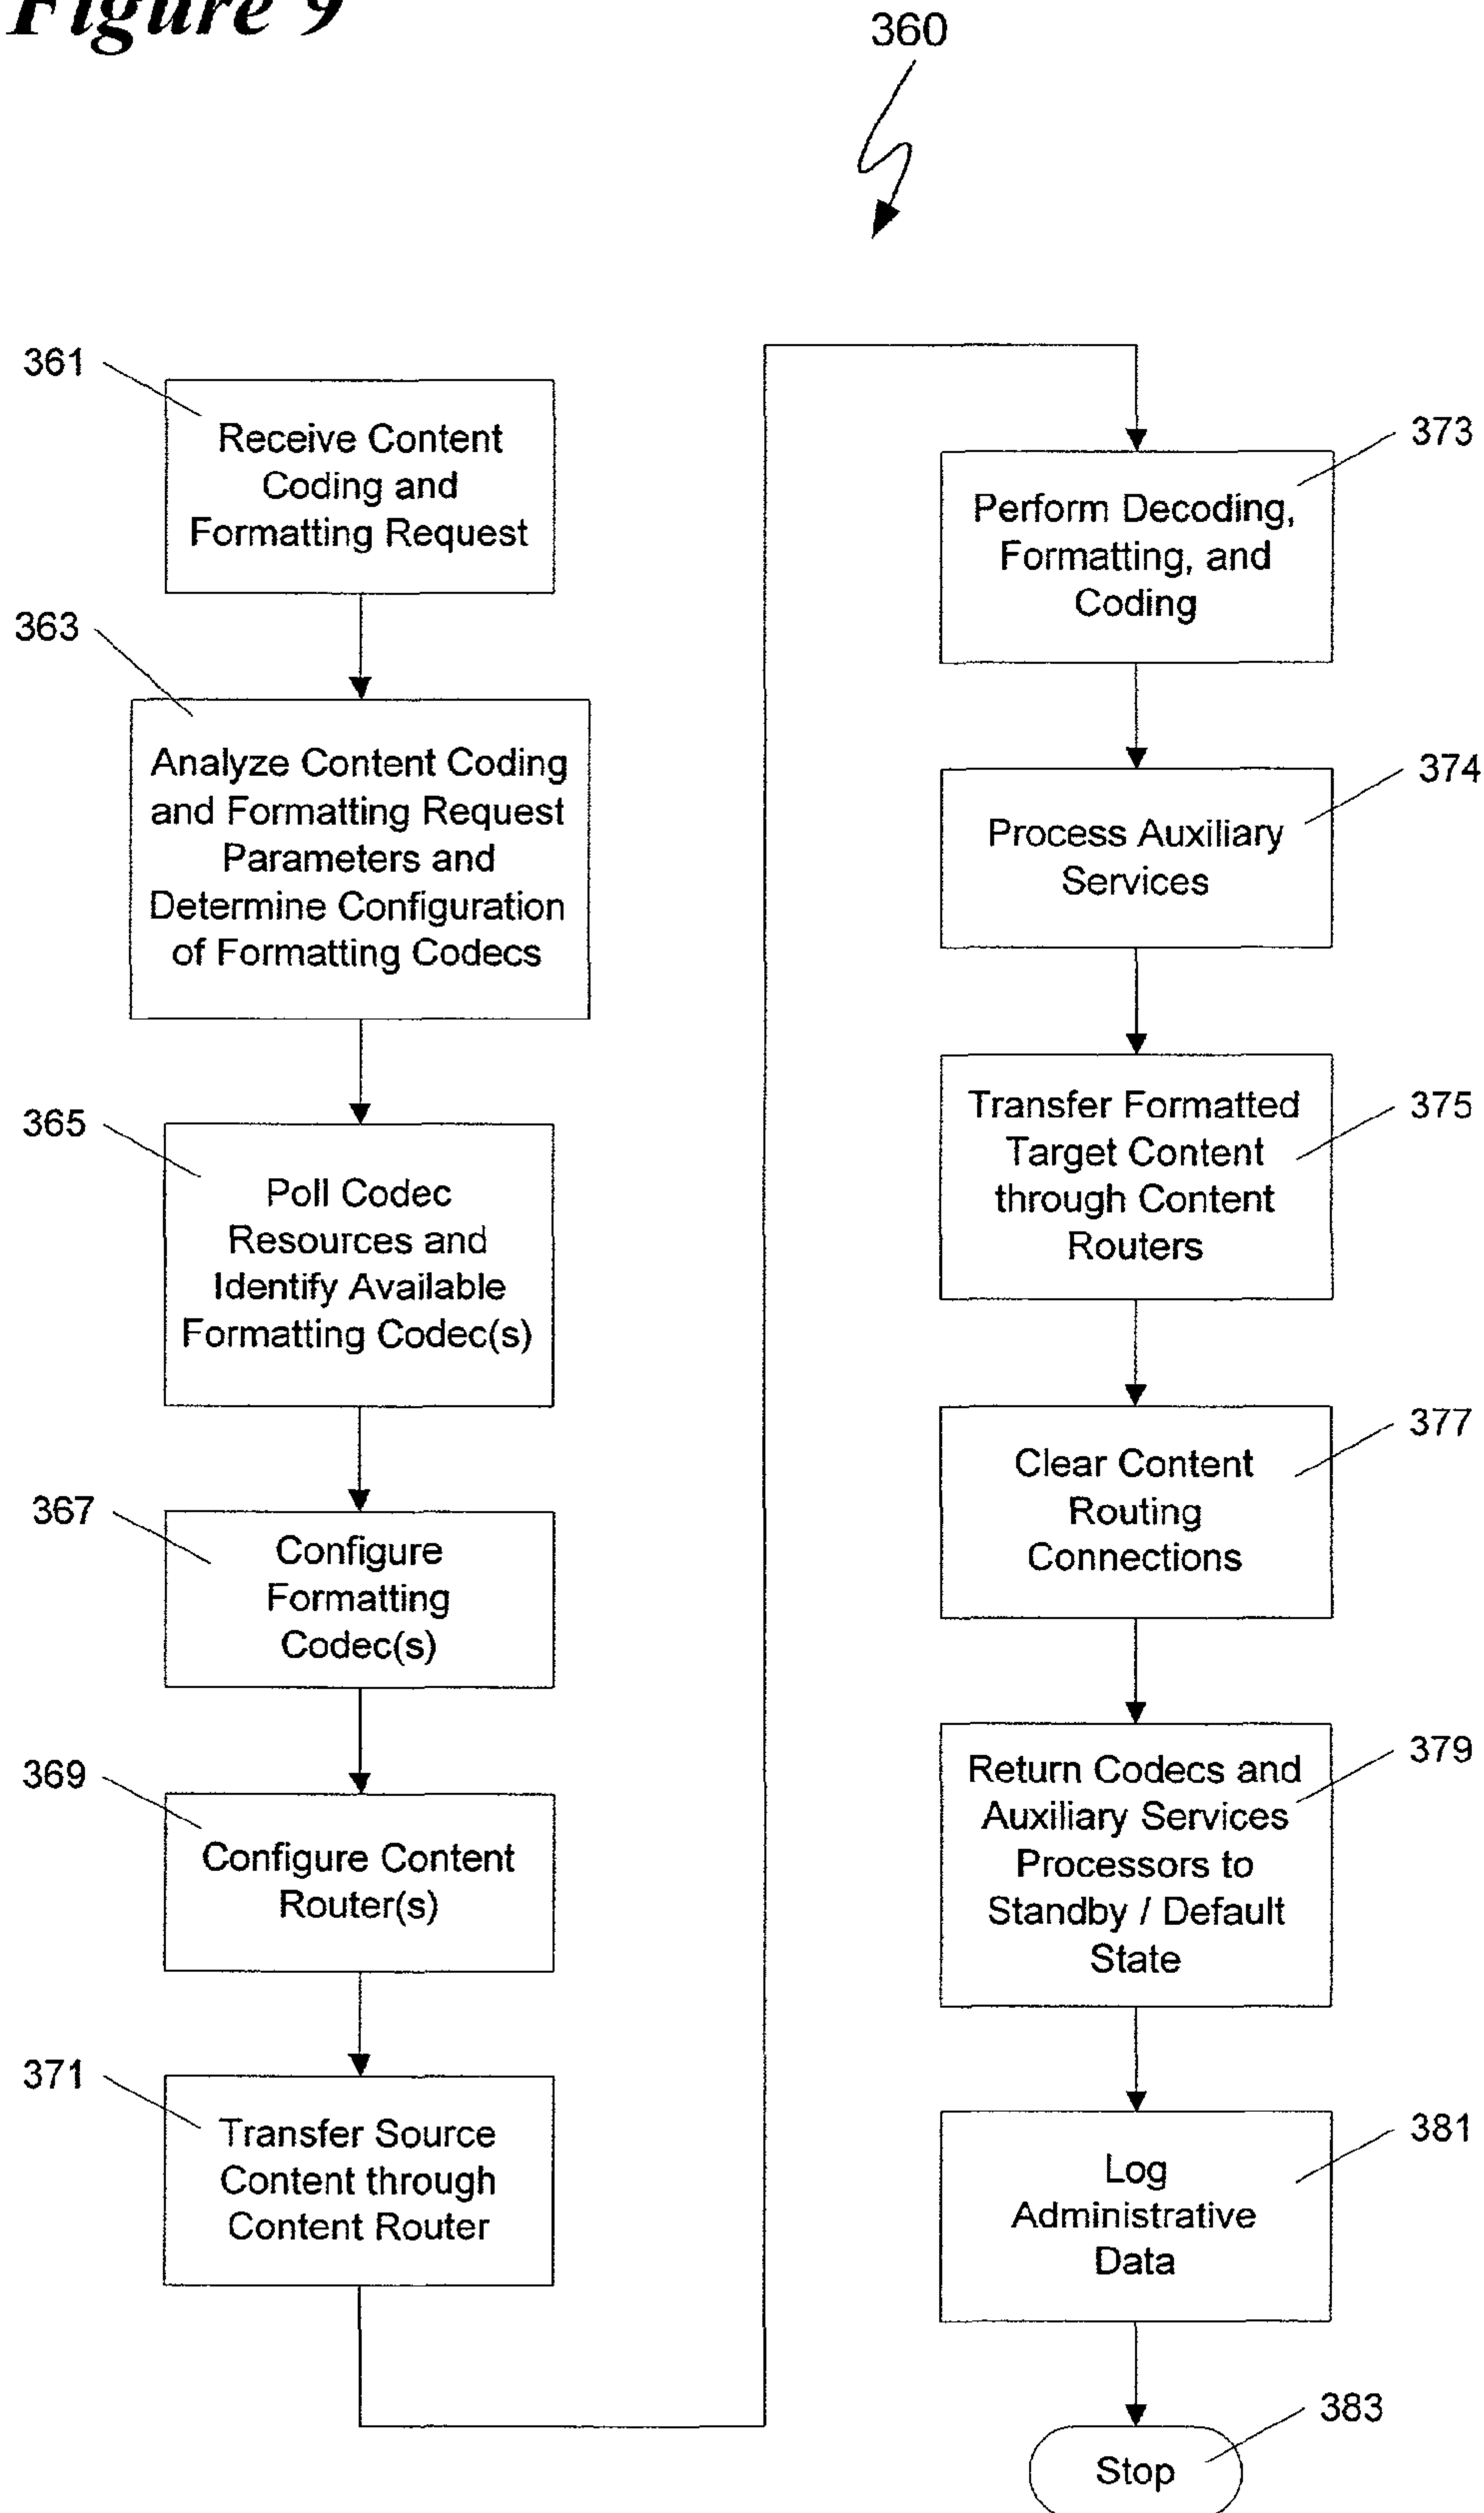 Figure 9
360
361
Receive Content
Coding and
Formatting Request
363
Analyze Content Coding
and Formatting Request
Parameters and
Determine Configuration
of Formatting Codecs
365
Poll Codec
Resources and
Identify Available
Formatting Codec(s)
367
Configure
Formatting
Codec(s)
369
Configure Content
Router(s)
371
Transfer Source
Content through
Content Router
373
Perform Decoding,
Formatting, and
Coding
374
Process Auxiliary
Services
375
Transfer Formatted
Target Content
through Content
Routers
377
Clear Content
Routing
Connections
379
Return Codecs and
Auxiliary Services
Processors to
Standby / Default
State
381
Log
Administrative
Data
383
Stop